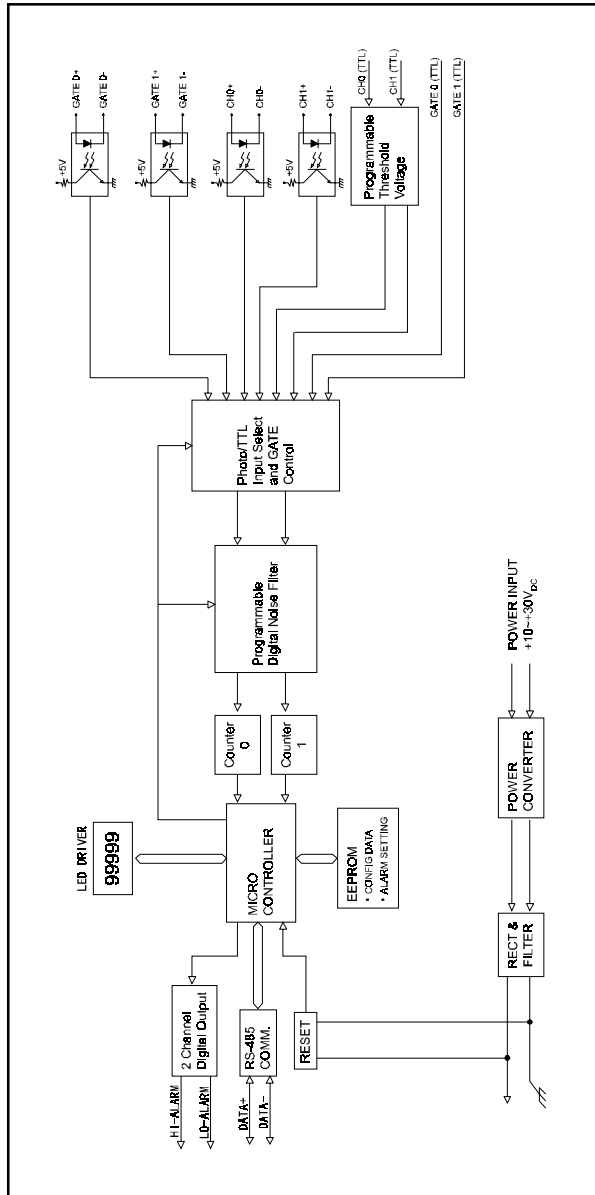 GATE 0+
GATE 0-
+5V
GATE 1+
GATE 1-
+5V
CH0+
CH0-
+5V
CH1+
CH1-
+5V
CH0 (TTL)
CH1 (TTL)
Programmable
Threshold
Voltage
GATE 0 (TTL)
GATE 1 (TTL)
Photo/TTL
Input Select
and GATE
Control
Programmable
Digital Noise Filter
Counter
0
Counter
1
LED DRIVER
99999
MICRO
CONTROLLER
EEPROM
• CONFIG DATA
• ALARM SETTING
2 Channel
Digital Output
HI-ALARM
LO-ALARM
RS-485
COMM.
DATA+
DATA-
RESET
POWER INPUT
+10~+30VDC
POWER
CONVERTER
RECT &
FILTER